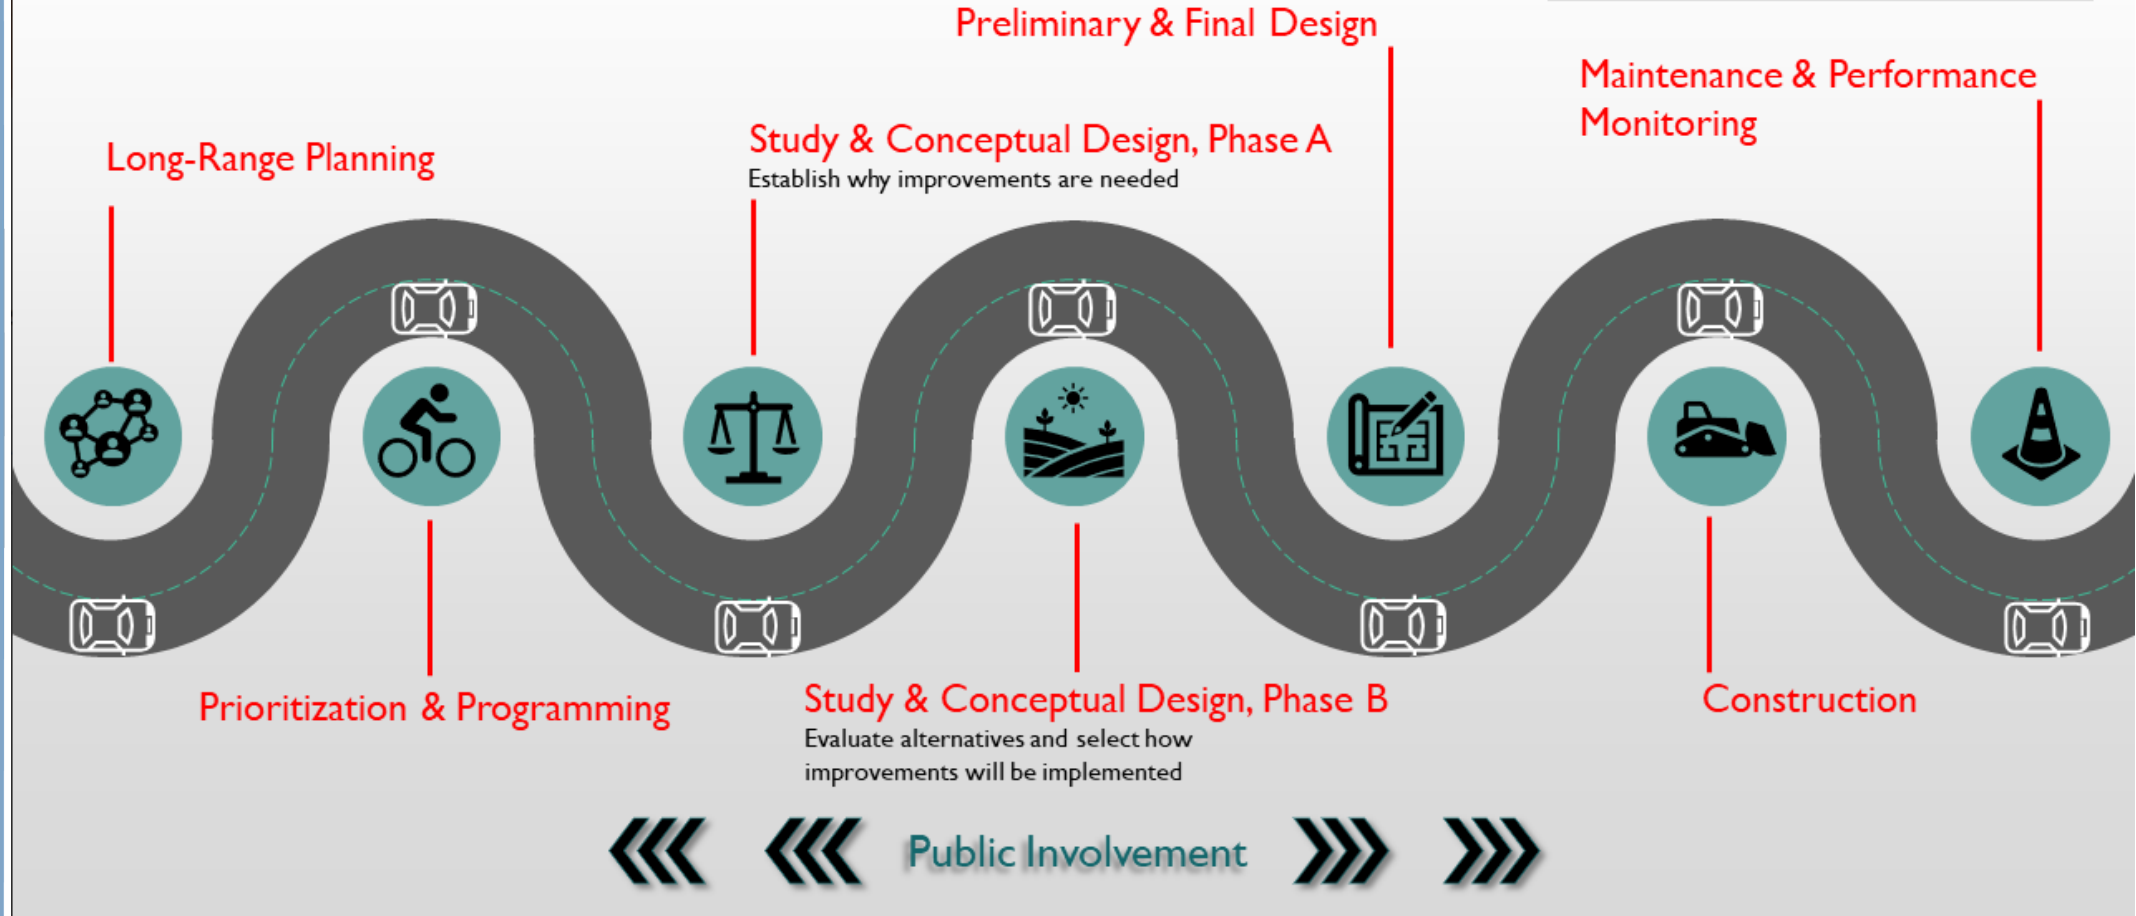 Preliminary & Final Design
Maintenance & Performance
Monitoring
Study & Conceptual Design, Phase A
Establish why improvements are needed
Long-Range Planning
Prioritization & Programming
Study & Conceptual Design, Phase B
Evaluate alternatives and select how
improvements will be implemented
Construction
Public Involvement